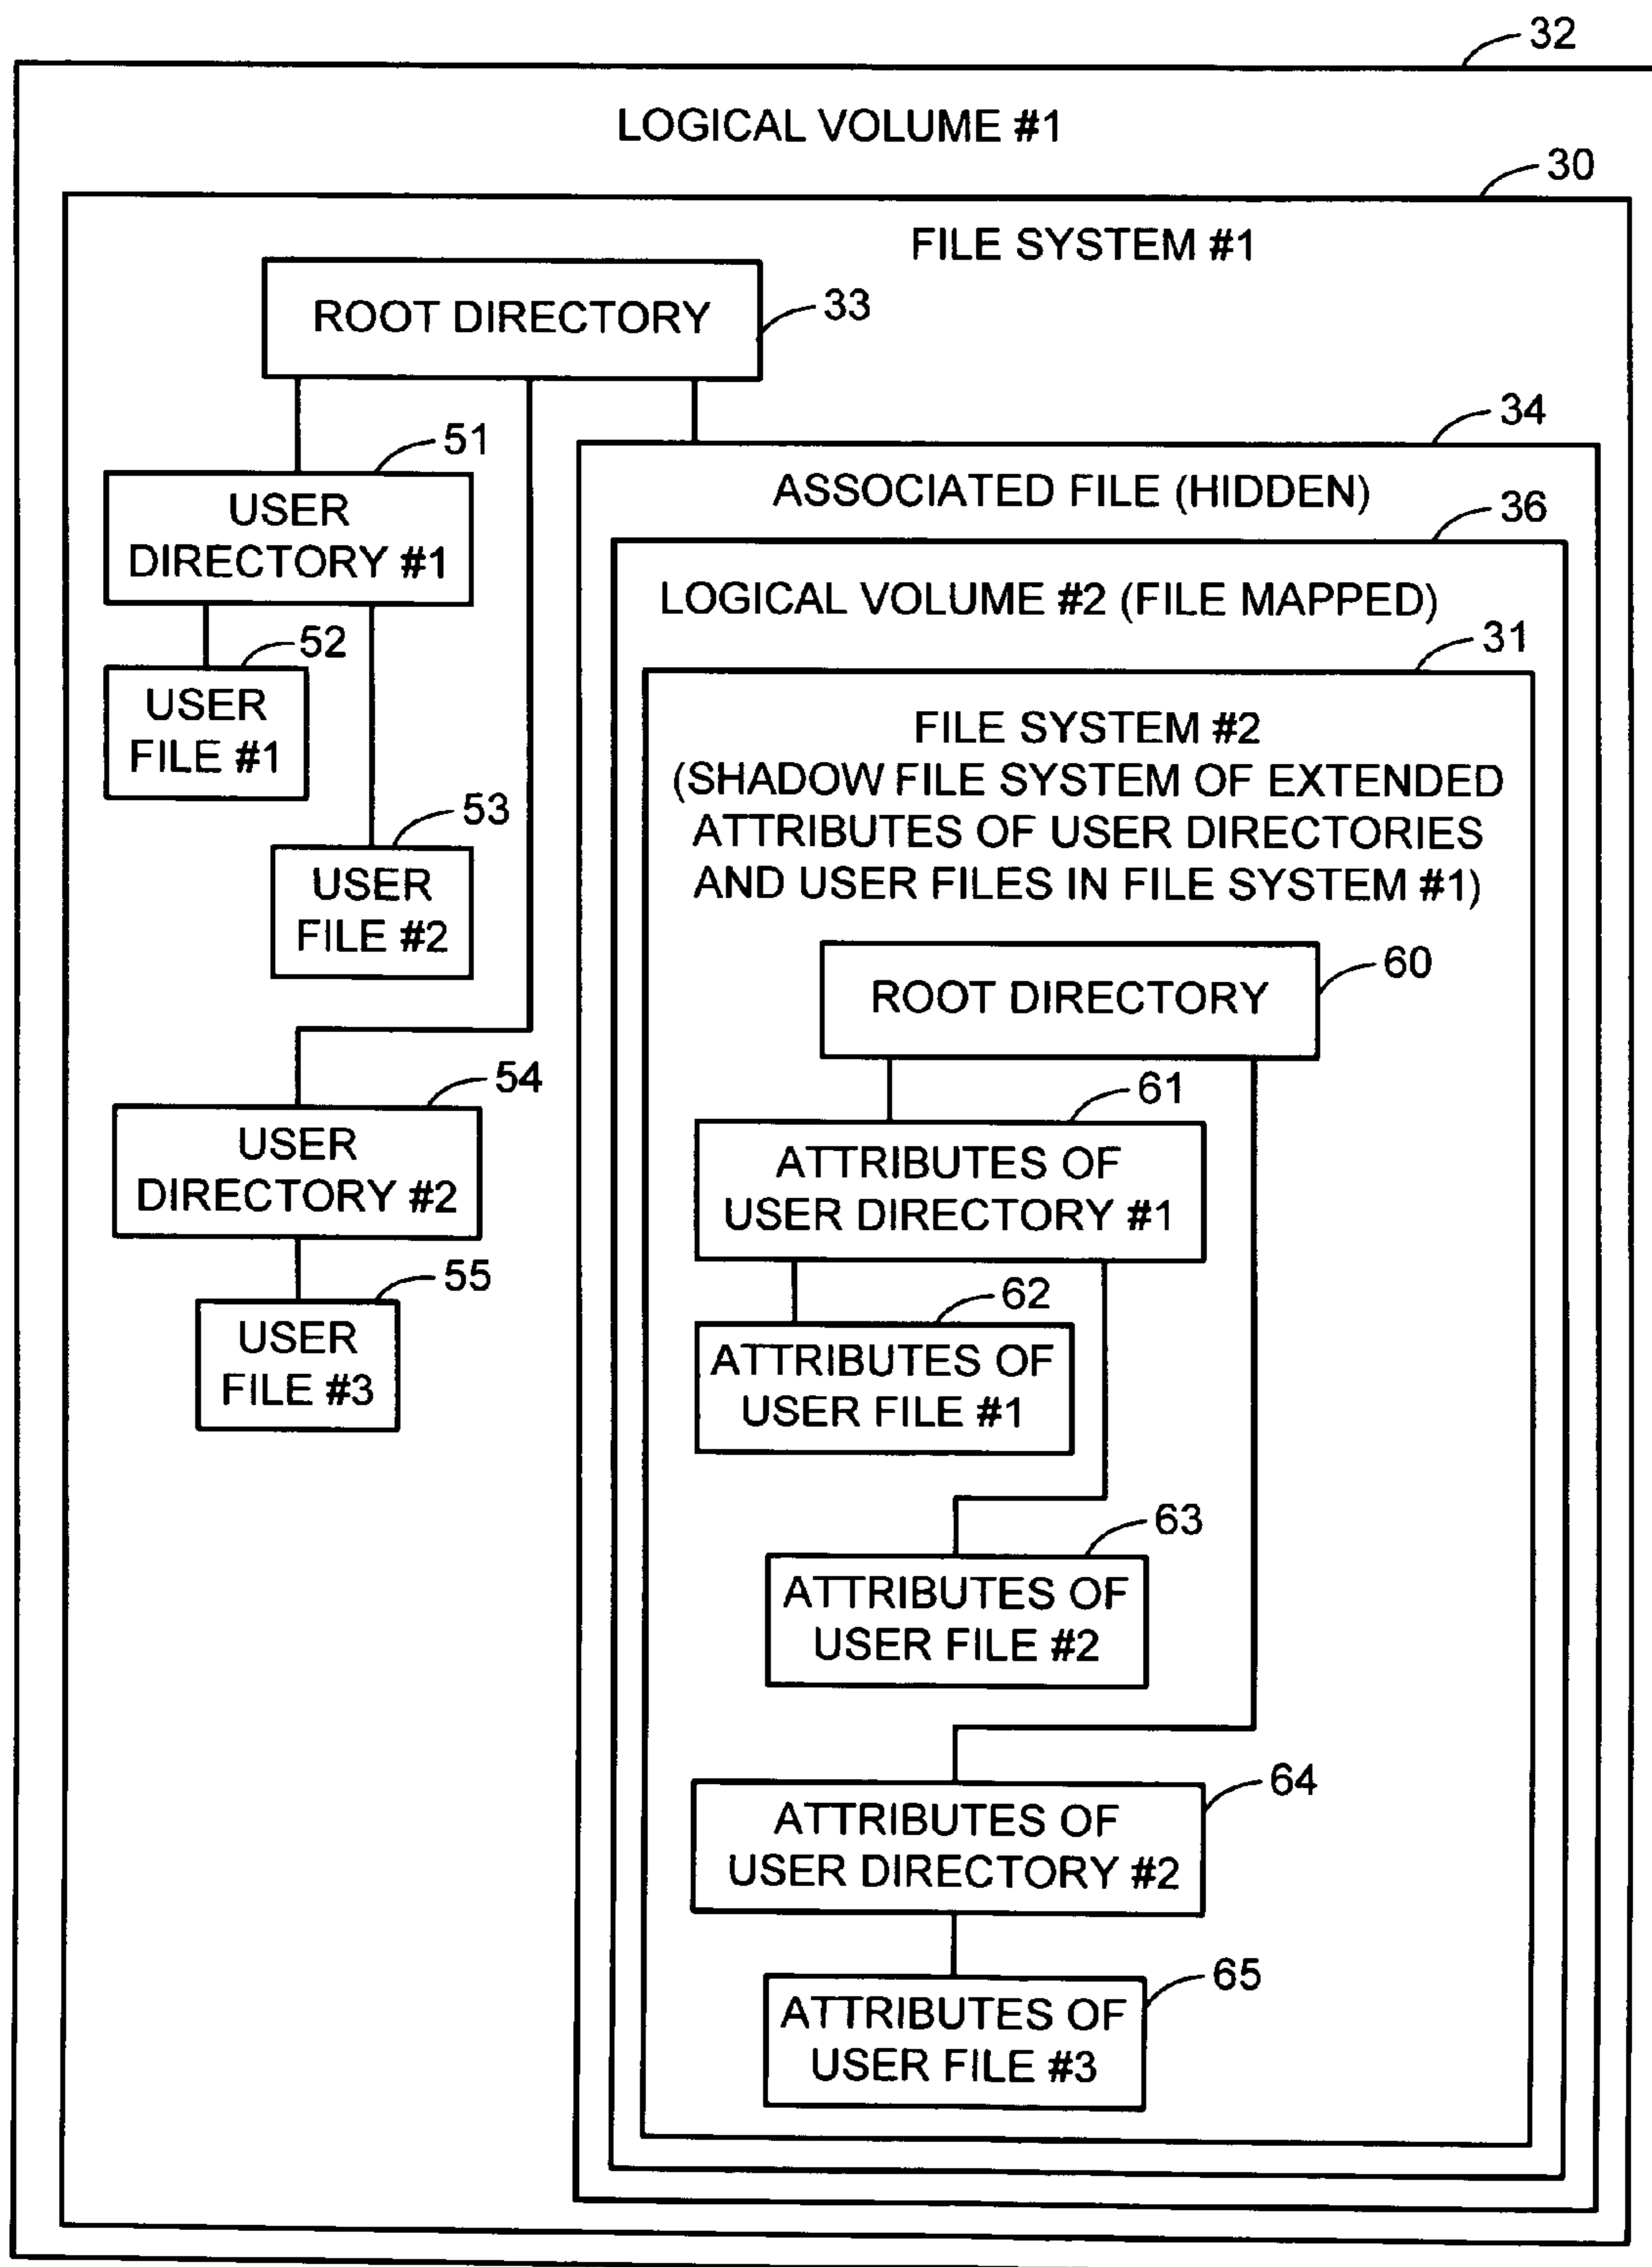 32
LOGICAL VOLUME #1
30
FILE SYSTEM #1
ROOT DIRECTORY
33
34
51
ASSOCIATED FILE (HIDDEN)
36
USER
DIRECTORY #1
LOGICAL VOLUME #2 (FILE MAPPED)
52
31
USER
FILE #1
FILE SYSTEM #2
(SHADOW FILE SYSTEM OF EXTENDED
ATTRIBUTES OF USER DIRECTORIES
AND USER FILES IN FILE SYSTEM #1)
53
USER
FILE #2
60
ROOT DIRECTORY
54
61
USER
DIRECTORY #2
ATTRIBUTES OF
USER DIRECTORY #1
55
62
USER
FILE #3
ATTRIBUTES OF
USER FILE #1
63
ATTRIBUTES OF
USER FILE #2
64
ATTRIBUTES OF
USER DIRECTORY #2
65
ATTRIBUTES OF
USER FILE #3